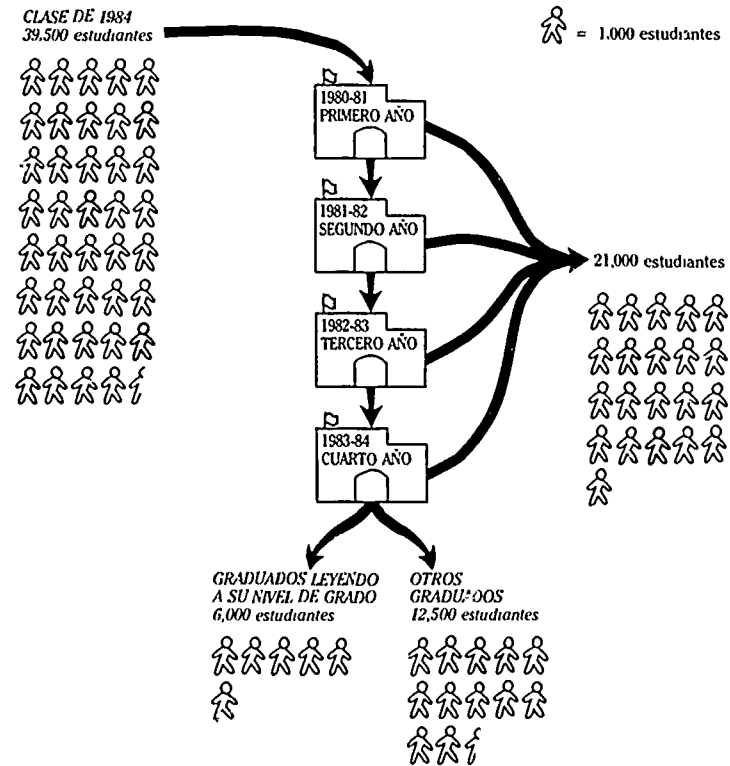 CLASE DE 1984
39,500 estudiantes
= 1,000 estudiantes
1980-81
PRIMERO AÑO
1981-82
SEGUNDO AÑO
21,000 estudiantes
1982-83
TERCERO AÑO
1983-84
CUARTO AÑO
GRADUADOS LEYENDO
A SU NIVEL DE GRADO
6,000 estudiantes
OTROS
GRADUADOS
12,500 estudiantes